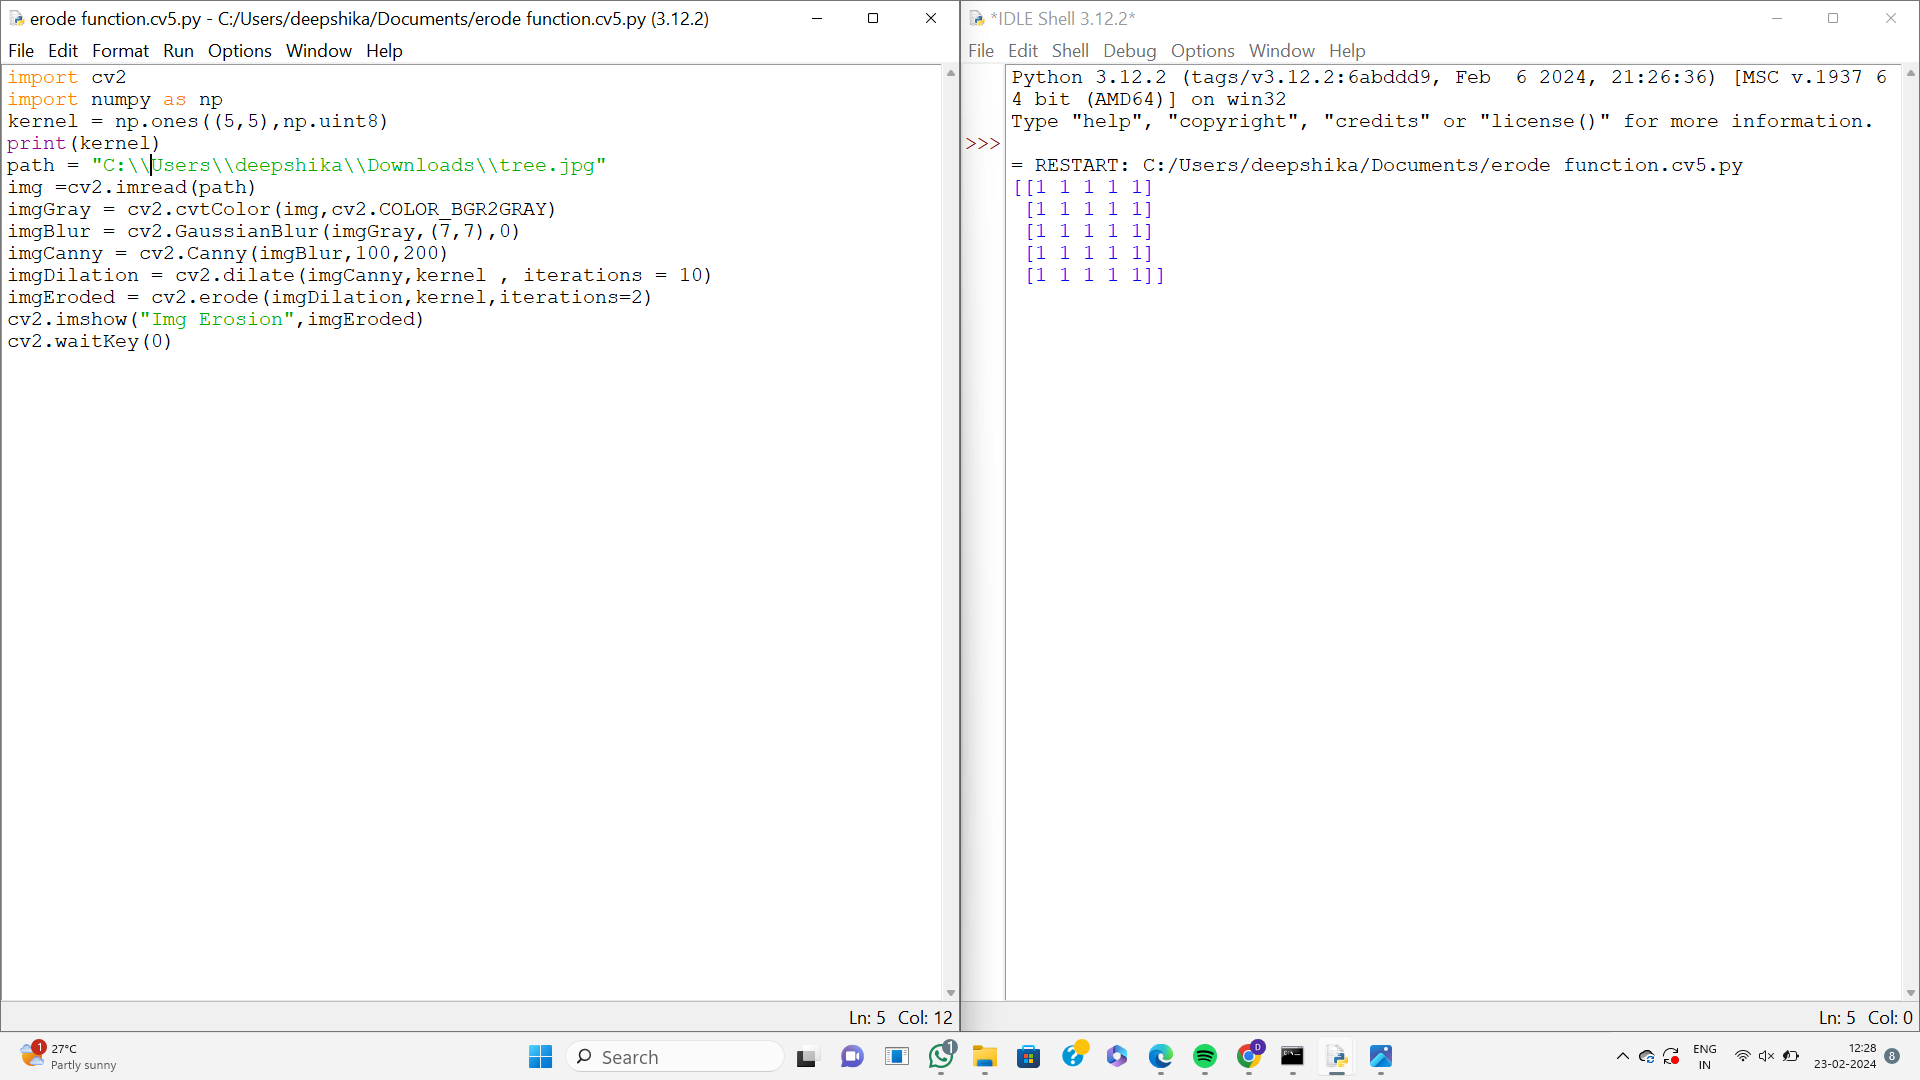 erode function.cv5.py - C:/Users/deepshika/Documents/erode function.cv5.py (3.12.2)
File Edit Format Run Options Window Help
import cv2
import numpy as np
kernel = np.ones((5,5),np.uint8)
print(kernel)
path = "C:\\Users\\deepshika\\Downloads\\tree.jpg"
img =cv2.imread(path)
imgGray = cv2.cvtColor(img,cv2.COLOR_BGR2GRAY)
imgBlur = cv2.GaussianBlur(imgGray,(7,7),0)
imgCanny = cv2.Canny(imgBlur,100,200)
imgDilation = cv2.dilate(imgCanny,kernel , iterations = 10)
imgEroded = cv2.erode(imgDilation,kernel,iterations=2)
cv2.imshow("Img Erosion",imgEroded)
cv2.waitKey(0)
Ln: 5 Col: 12
*IDLE Shell 3.12.2*
File Edit Shell Debug Options Window Help
Python 3.12.2 (tags/v3.12.2:6abddd9, Feb  6 2024, 21:26:36) [MSC v.1937 6
4 bit (AMD64)] on win32
Type "help", "copyright", "credits" or "license()" for more information.
>>>
= RESTART: C:/Users/deepshika/Documents/erode function.cv5.py
[[1 1 1 1 1]
 [1 1 1 1 1]
 [1 1 1 1 1]
 [1 1 1 1 1]
 [1 1 1 1 1]]
Ln: 5 Col: 0
1
27°C
Partly sunny
Search
1
D
ENG
IN
12:28
23-02-2024
8